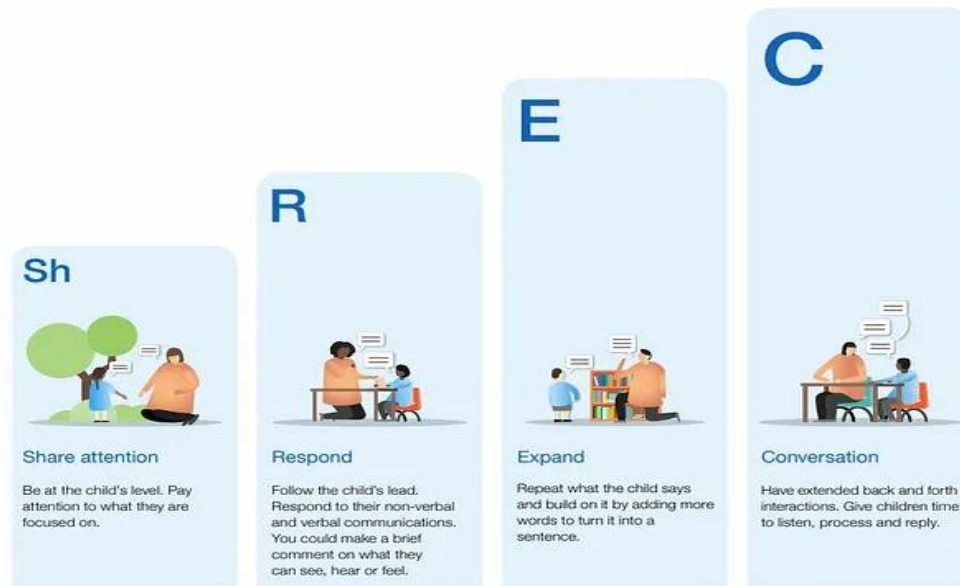 Sh
Share attention
Be at the child's level. Pay
attention to what they are
focused on.
R
Respond
Follow the child's lead.
Respond to their non-verbal
and verbal communications.
You could make a brief
comment on what they
can see, hear or feel.
E
Expand
Repeat what the child says
and build on it by adding more
words to turn it into a
sentence.
C
Conversation
Have extended back and forth
interactions. Give children time
to listen, process and reply.